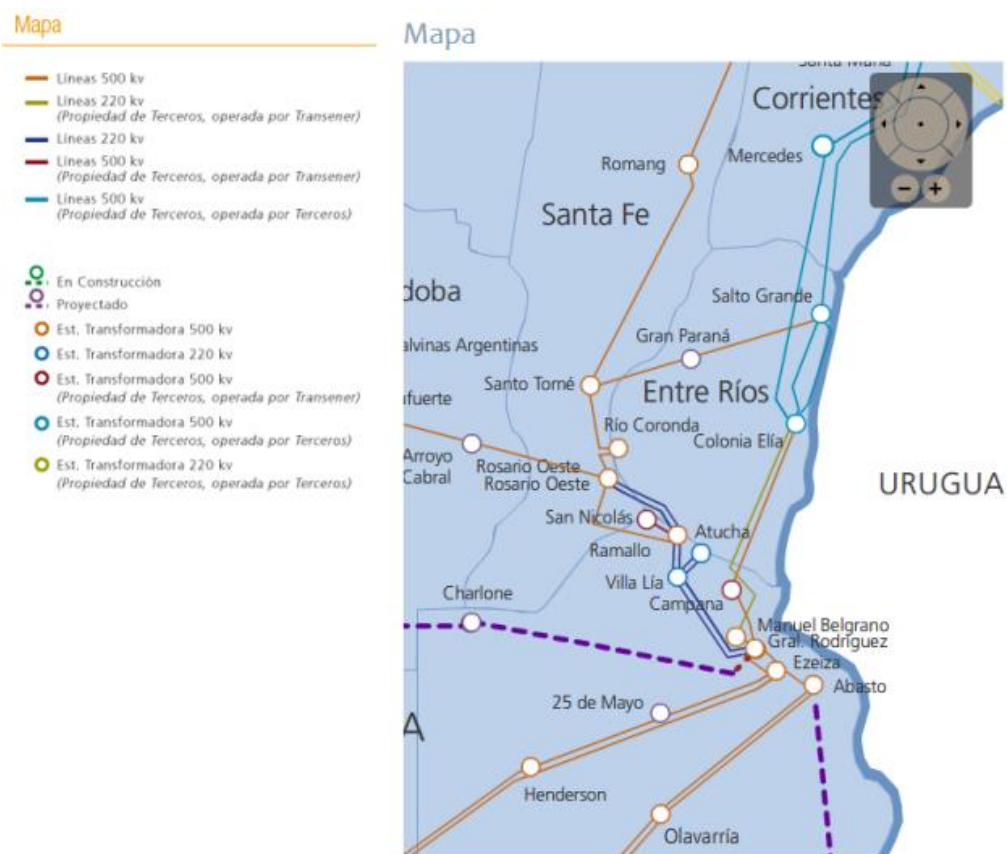 Mapa
Líneas 500 kv
Líneas 220 kv
(Propiedad de Terceros, operada por Transener)
Líneas 220 kv
Líneas 500 kv
(Propiedad de Terceros, operada por Transener)
Líneas 500 kv
(Propiedad de Terceros, operada por Terceros)
En Construcción
Proyectado
Est. Transformadora 500 kv
Est. Transformadora 220 kv
Est. Transformadora 500 kv
(Propiedad de Terceros, operada por Transener)
Est. Transformadora 500 kv
(Propiedad de Terceros, operada por Terceros)
Est. Transformadora 220 kv
(Propiedad de Terceros, operada por Terceros)
Mapa
Santa María
Corrientes
Romang
Mercedes
Santa Fe
doba
Salto Grande
Gran Paraná
alvinas Argentinas
Santo Tomé
Entre Ríos
fuerte
Río Coronda
Colonia Elía
Arroyo
Cabral
Rosario Oeste
Rosario Oeste
URUGUA
San Nicolás
Atucha
Ramallo
Villa Lía
Charlone
Campana
Manuel Belgrano
Gral. Rodríguez
Ezeiza
Abasto
25 de Mayo
A
Henderson
Olavarría